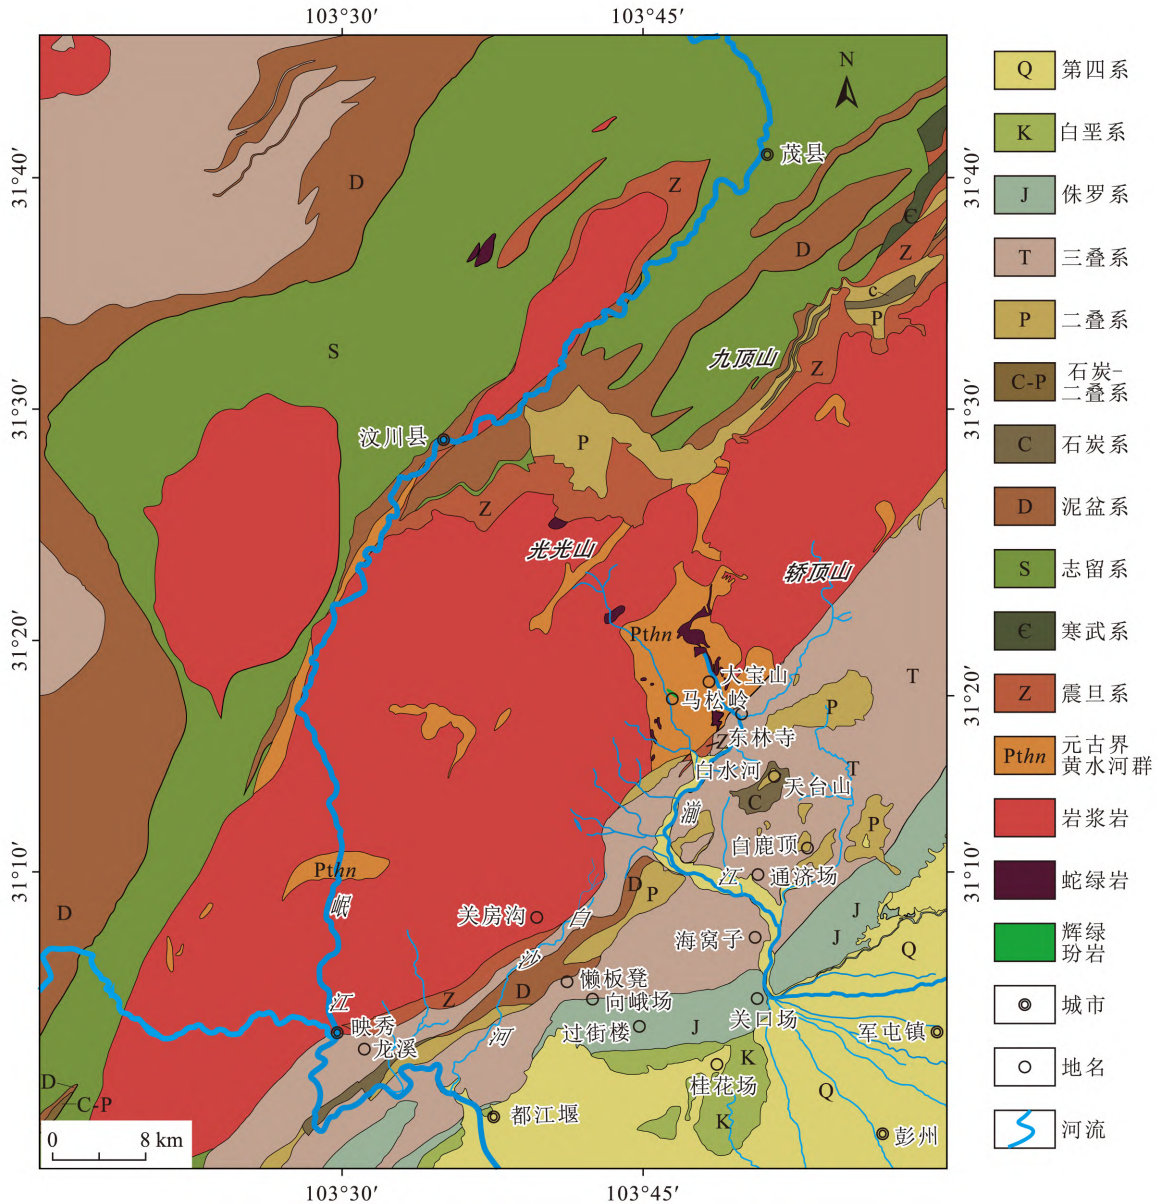 103°30′
103°45′
31°40′
31°30′
31°20′
31°10′
31°40′
31°30′
31°20′
31°10′
103°30′
103°45′
N
茂县
D
Z
Є
D
Z
c
P
S
九顶山
Z
汶川县
P
Z
光光山
轿顶山
Pthn
大宝山
马松岭
T
P
东林寺
Z
Z
白水河
T
天台山
C
湔
P
白鹿顶
Pthn
江
通济场
D
P
岷
D
关房沟
白
J
J
海窝子
Q
沙
懒板凳
D
向峨场
Z
江
关口场
映秀
过街楼
J
军屯镇
河
龙溪
K
桂花场
Q
D
C-P
都江堰
K
彭州
0
8 km
Q
第四系
K
白垩系
J
侏罗系
T
三叠系
P
二叠系
C-P
石炭-
二叠系
C
石炭系
D
泥盆系
S
志留系
Є
寒武系
Z
震旦系
Pthn
元古界
黄水河群
岩浆岩
蛇绿岩
辉绿
玢岩
城市
地名
河流